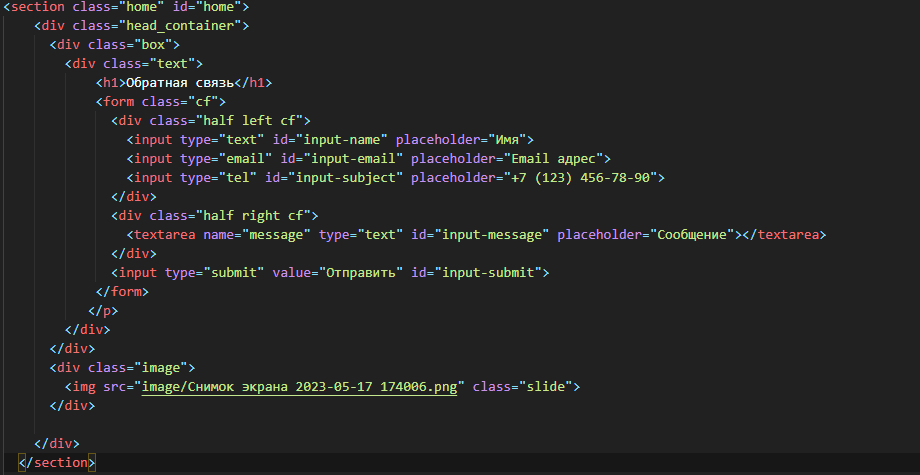 <section class="home" id="home">
<div class="head_container">
<div class="box">
<div class="text">
<h1>Обратная связь</h1>
<form class="cf">
<div class="half left cf">
<input type="text" id="input-name" placeholder="Имя">
<input type="email" id="input-email" placeholder="Email адрес">
<input type="tel" id="input-subject" placeholder="+7 (123) 456-78-90">
</div>
<div class="half right cf">
<textarea name="message" type="text" id="input-message" placeholder="Сообщение"></textarea>
</div>
<input type="submit" value="Отправить" id="input-submit">
</form>
</p>
</div>
</div>
<div class="image">
<img src="image/Снимок экрана 2023-05-17 174006.png" class="slide">
</div>
</div>
</section>